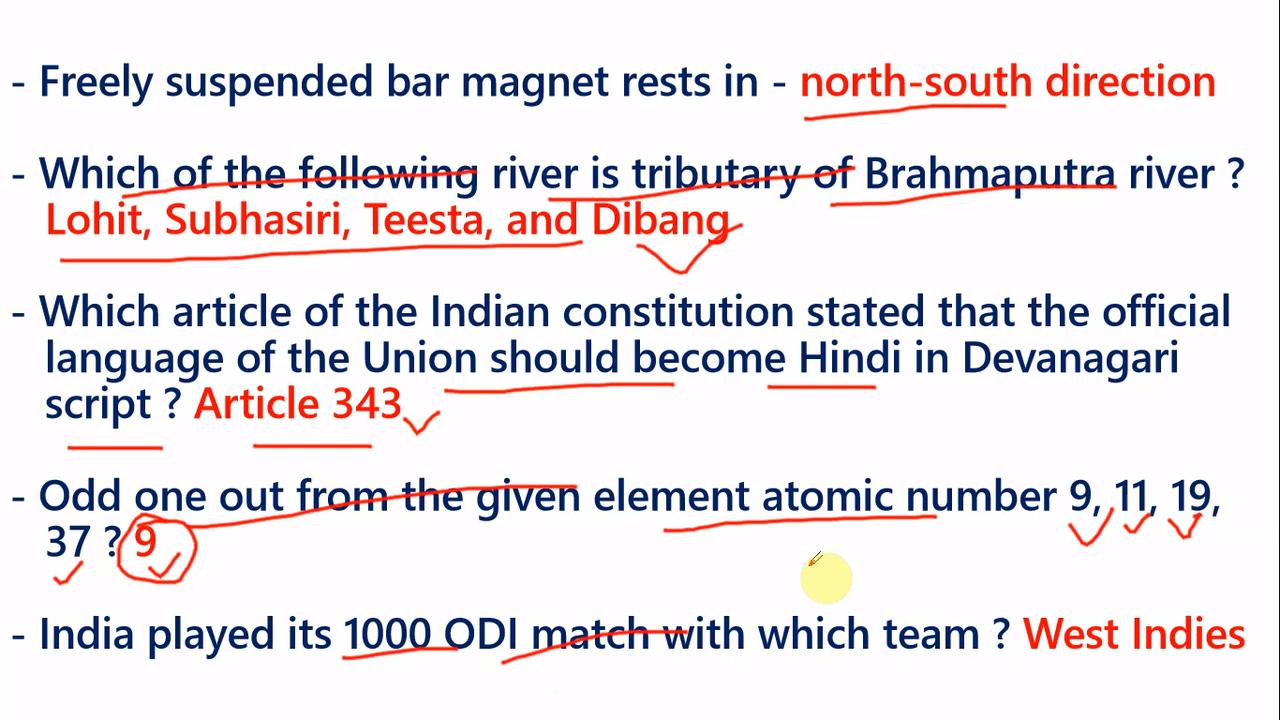 - Freely suspended bar magnet rests in - north-south direction
- Which of the following river is tributary of Brahmaputra river ?
Lohit, Subhasiri, Teesta, and Dibang
- Which article of the Indian constitution stated that the official
language of the Union should become Hindi in Devanagari
script ? Article 343
- Odd one out from the given element atomic number 9, 11, 19,
37 ? 9
- India played its 1000 ODI match with which team ? West Indies